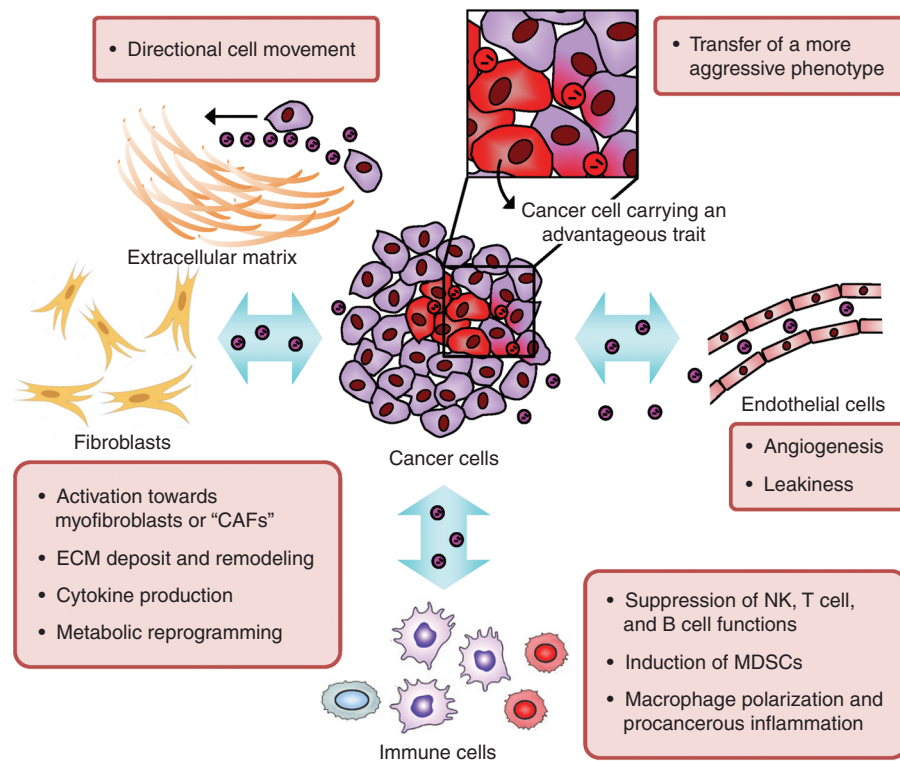 • Directional cell movement
• Transfer of a more
aggressive phenotype
Cancer cell carrying an
advantageous trait
Extracellular matrix
Fibroblasts
Cancer cells
Endothelial cells
• Angiogenesis
• Leakiness
• Activation towards
myofibroblasts or “CAFs”
• ECM deposit and remodeling
• Cytokine production
• Metabolic reprogramming
• Suppression of NK, T cell,
and B cell functions
• Induction of MDSCs
• Macrophage polarization and
procancerous inflammation
Immune cells